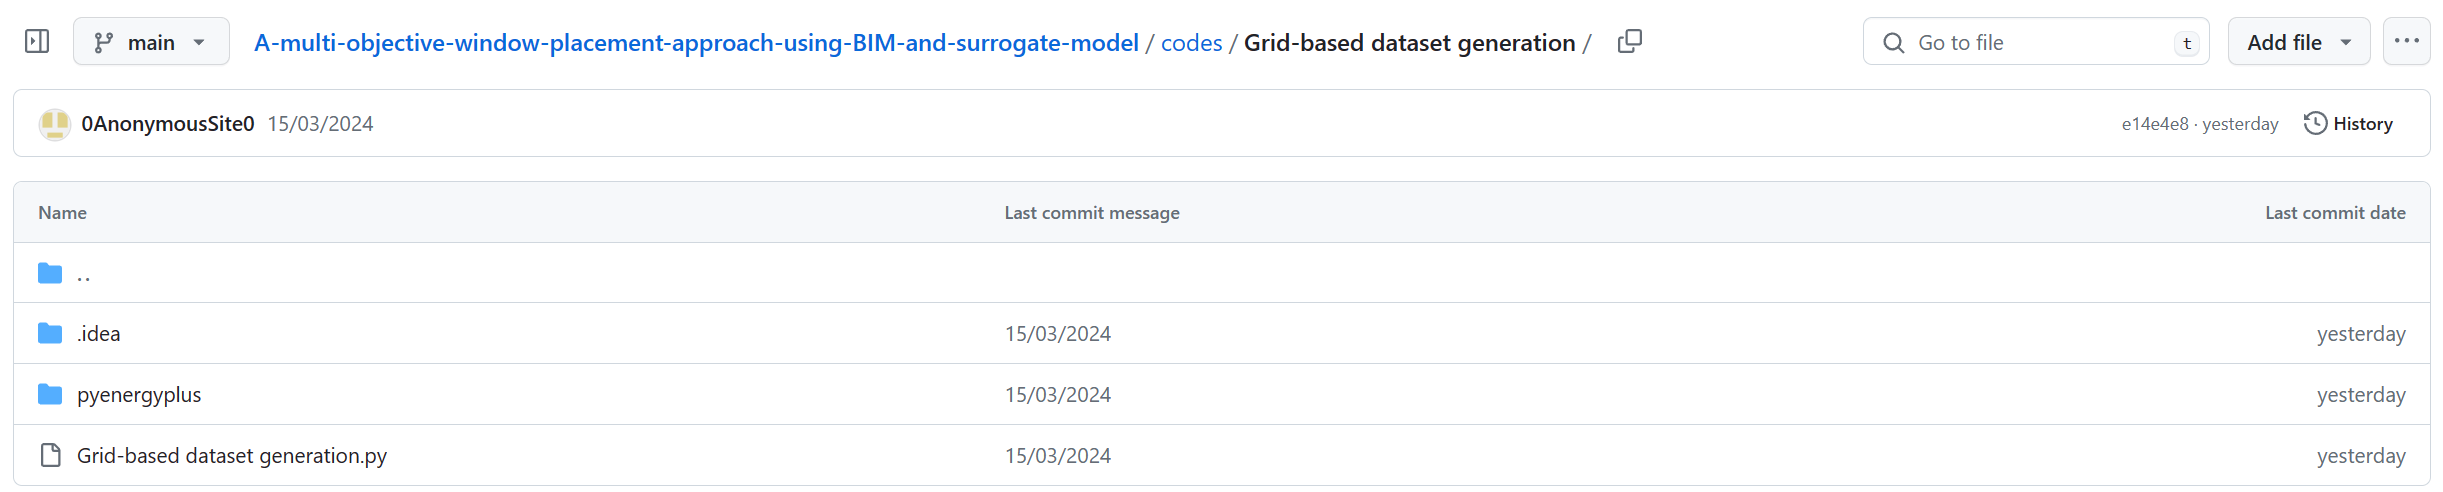 main A-multi-objective-window-placement-approach-using-BIM-and-surrogate-model / codes / Grid-based dataset generation / Go to file t Add file ...
0AnonymousSite0 15/03/2024 e14e4e8 · yesterday History
Name Last commit message Last commit date
..
.idea 15/03/2024 yesterday
pyenergyplus 15/03/2024 yesterday
Grid-based dataset generation.py 15/03/2024 yesterday